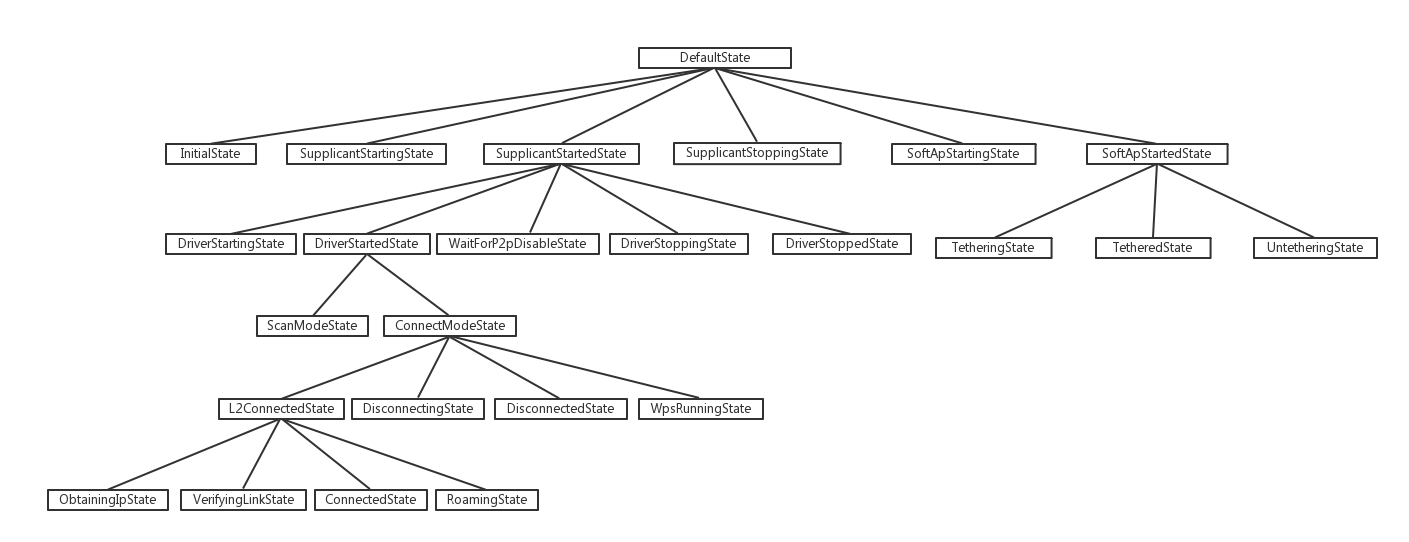 DefaultState
InitialState
SupplicantStartingState
SupplicantStartedState
SupplicantStoppingState
SoftApStartingState
SoftApStartedState
DriverStartingState
DriverStartedState
WaitForP2pDisableState
DriverStoppingState
DriverStoppedState
TetheringState
TetheredState
UntetheringState
ScanModeState
ConnectModeState
L2ConnectedState
DisconnectingState
DisconnectedState
WpsRunningState
ObtainingIpState
VerifyingLinkState
ConnectedState
RoamingState